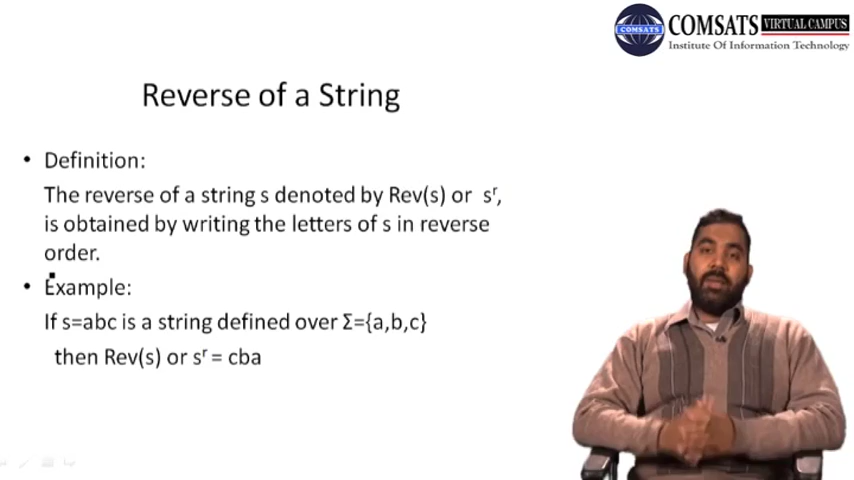 COMSATS
COMSATS VIRTUAL CAMPUS
Institute Of Information Technology
Reverse of a String
• Definition:
The reverse of a string s denoted by Rev(s) or sʳ,
is obtained by writing the letters of s in reverse
order.
• Example:
If s=abc is a string defined over Σ={a,b,c}
then Rev(s) or sʳ = cba